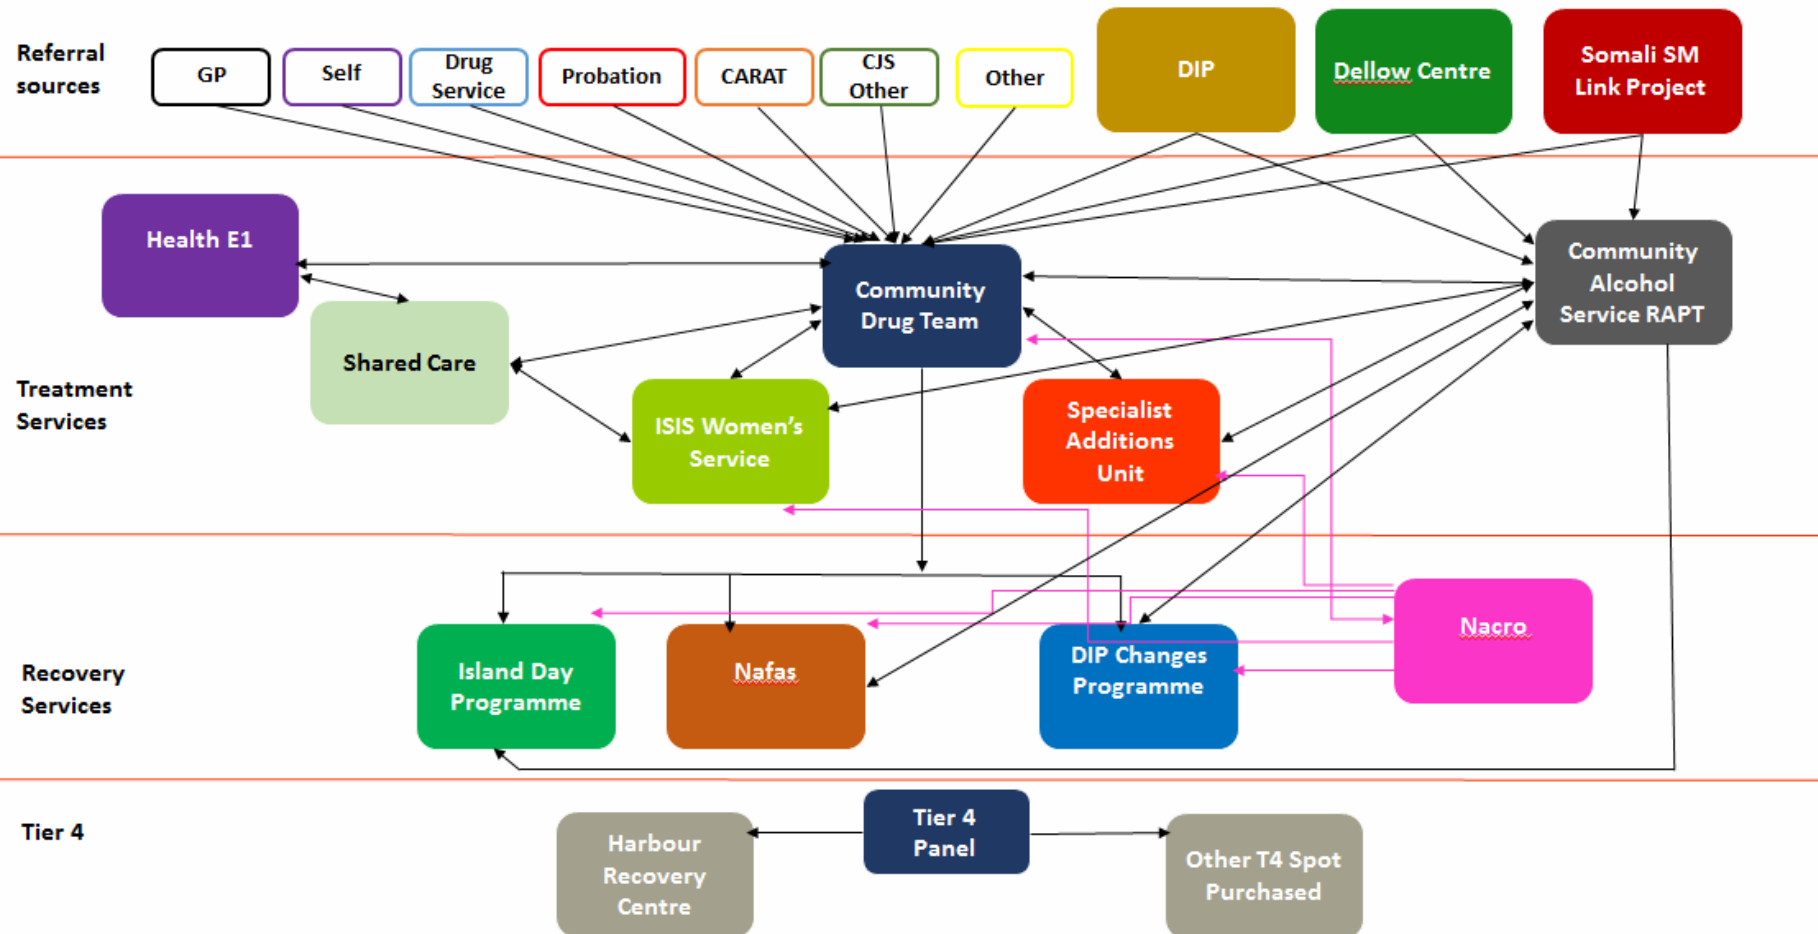 Referral
sources
GP
Self
Drug
Service
Probation
CARAT
CJS
Other
Other
DIP
Dellow Centre
Somali SM
Link Project
Treatment
Services
Health E1
Shared Care
Community
Drug Team
ISIS Women’s
Service
Specialist
Additions
Unit
Community
Alcohol
Service RAPT
Recovery
Services
Island Day
Programme
Nafas
DIP Changes
Programme
Nacro
Tier 4
Harbour
Recovery
Centre
Tier 4
Panel
Other T4 Spot
Purchased